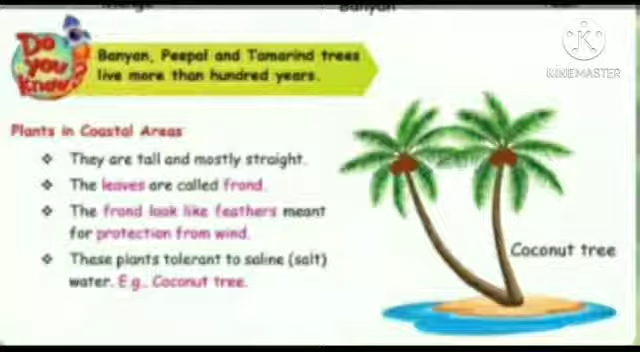 Banyan
Do you Know?
Banyan, Peepal and Tamarind trees
live more than hundred years.
KINEMASTER
Plants in Coastal Areas
They are tall and mostly straight.
The leaves are called frond.
The frond look like feathers meant
for protection from wind.
These plants tolerant to saline (salt)
water. E.g., Coconut tree.
Coconut tree